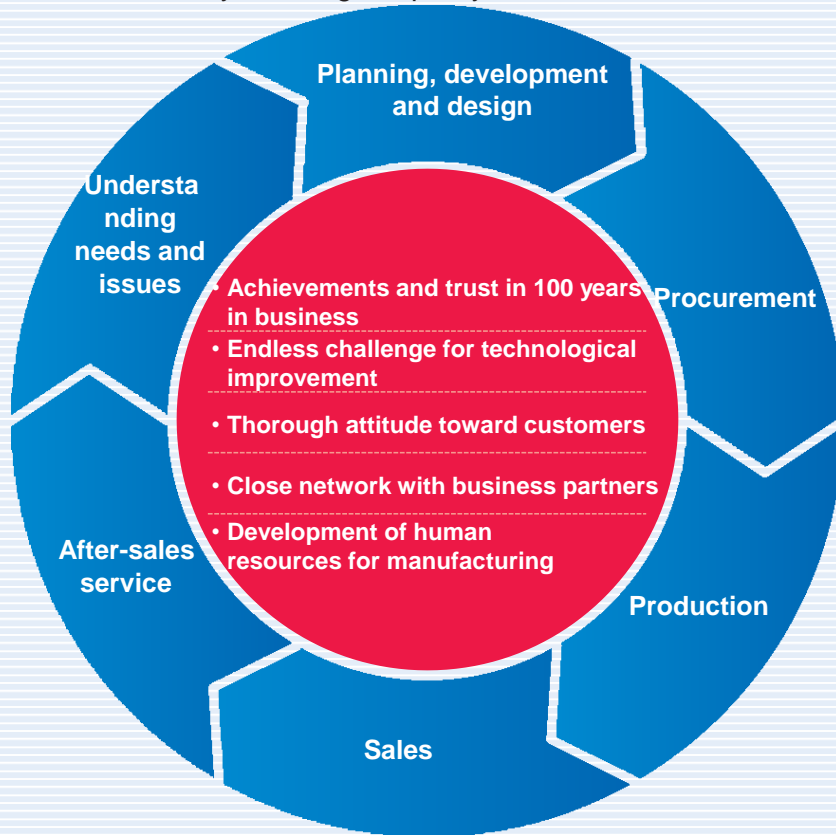 Planning, development
and design
Understa
nding
needs and
issues
• Achievements and trust in 100 years
in business
Procurement
• Endless challenge for technological
improvement
• Thorough attitude toward customers
• Close network with business partners
• Development of human
resources for manufacturing
After-sales
service
Production
Sales